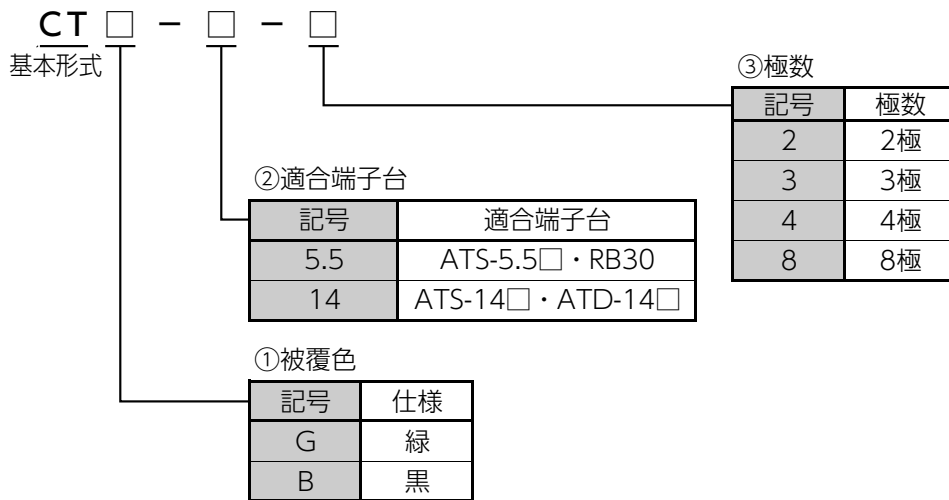 CT □ － □ － □
基本形式
③極数
記号 極数
2 2極
3 3極
4 4極
8 8極
②適合端子台
記号 適合端子台
5.5 ATS-5.5□・RB30
14 ATS-14□・ATD-14□
①被覆色
記号 仕様
G 緑
B 黒